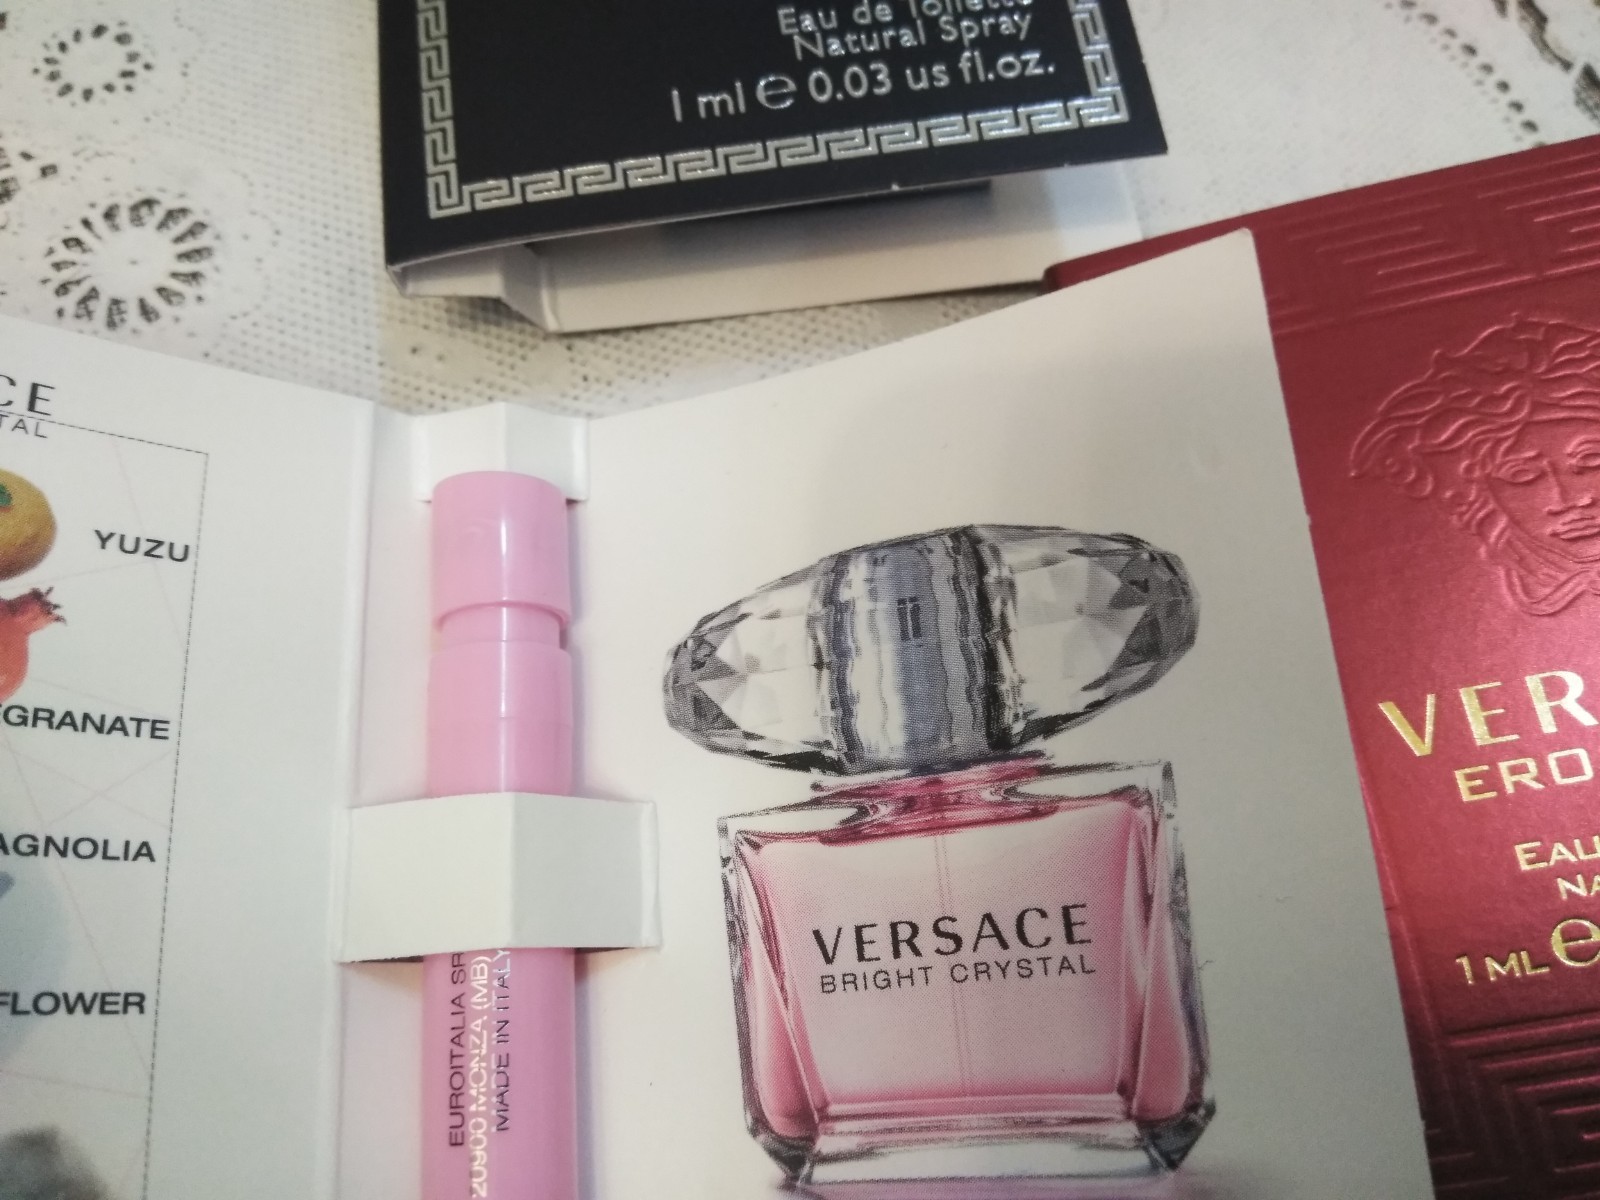 Eau de Toilette
Natural Spray
1 ml e 0.03 us fl.oz.
CE
TAL
YUZU
EGRANATE
AGNOLIA
FLOWER
EUROITALIA SR
20900 MONZA (MB)
MADE IN ITALY
VERSACE
BRIGHT CRYSTAL
VER
ERO
EAU
NA
1 ML e